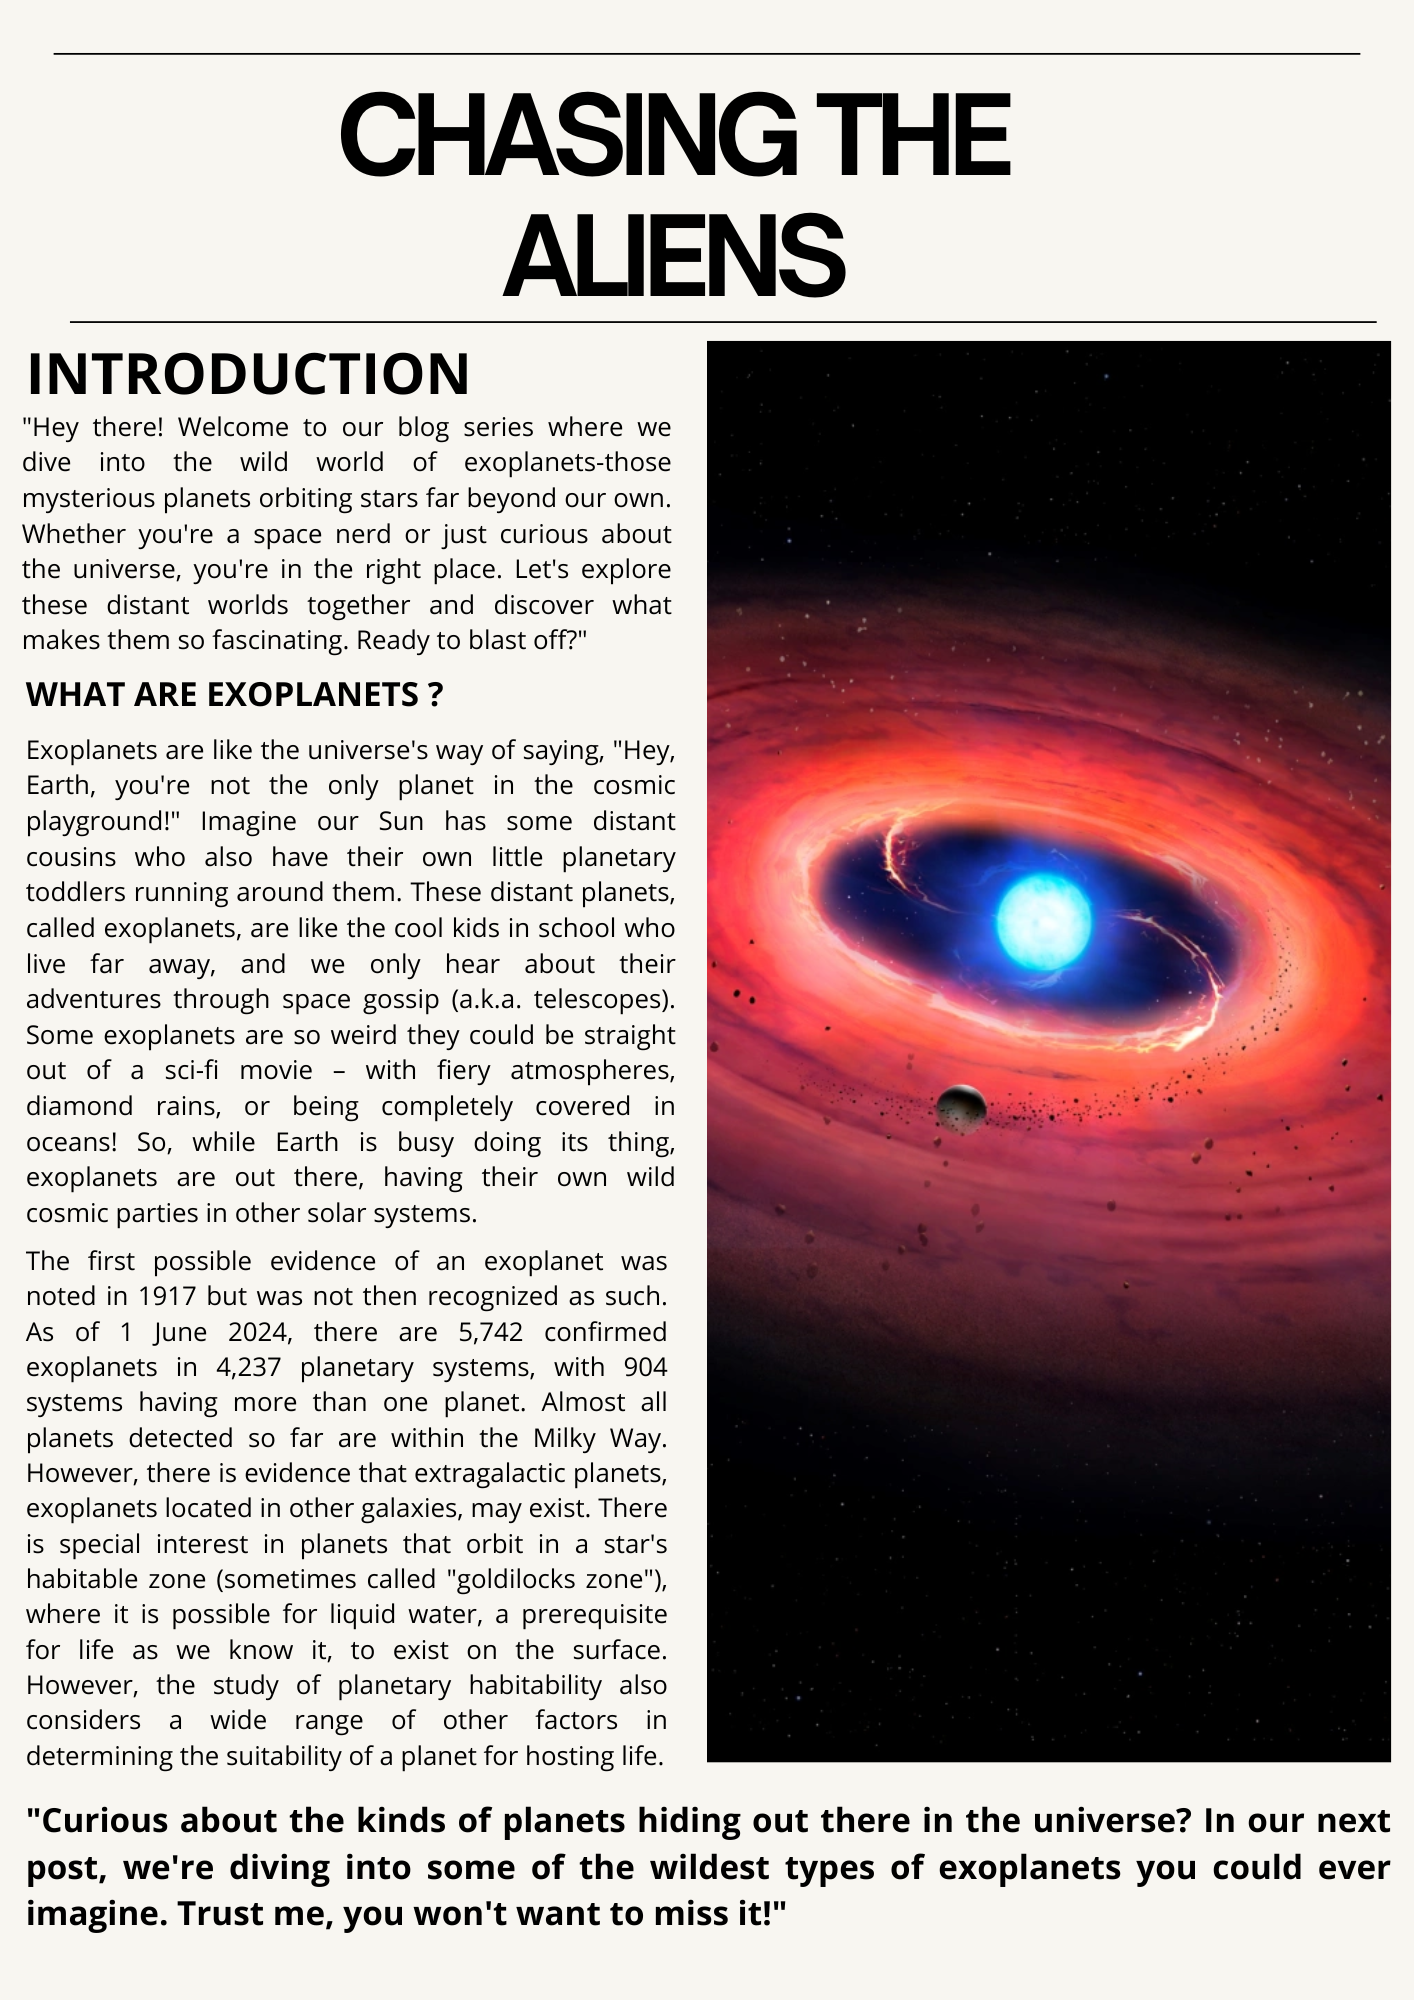 CHASING THE
ALIENS
INTRODUCTION
"Hey there! Welcome to our blog series where we
dive into the wild world of exoplanets-those
mysterious planets orbiting stars far beyond our own.
Whether you're a space nerd or just curious about
the universe, you're in the right place. Let's explore
these distant worlds together and discover what
makes them so fascinating. Ready to blast off?"
WHAT ARE EXOPLANETS ?
Exoplanets are like the universe's way of saying, "Hey,
Earth, you're not the only planet in the cosmic
playground!" Imagine our Sun has some distant
cousins who also have their own little planetary
toddlers running around them. These distant planets,
called exoplanets, are like the cool kids in school who
live far away, and we only hear about their
adventures through space gossip (a.k.a. telescopes).
Some exoplanets are so weird they could be straight
out of a sci-fi movie – with fiery atmospheres,
diamond rains, or being completely covered in
oceans! So, while Earth is busy doing its thing,
exoplanets are out there, having their own wild
cosmic parties in other solar systems.
The first possible evidence of an exoplanet was
noted in 1917 but was not then recognized as such.
As of 1 June 2024, there are 5,742 confirmed
exoplanets in 4,237 planetary systems, with 904
systems having more than one planet. Almost all
planets detected so far are within the Milky Way.
However, there is evidence that extragalactic planets,
exoplanets located in other galaxies, may exist. There
is special interest in planets that orbit in a star's
habitable zone (sometimes called "goldilocks zone"),
where it is possible for liquid water, a prerequisite
for life as we know it, to exist on the surface.
However, the study of planetary habitability also
considers a wide range of other factors in
determining the suitability of a planet for hosting life.
"Curious about the kinds of planets hiding out there in the universe? In our next
post, we're diving into some of the wildest types of exoplanets you could ever
imagine. Trust me, you won't want to miss it!"